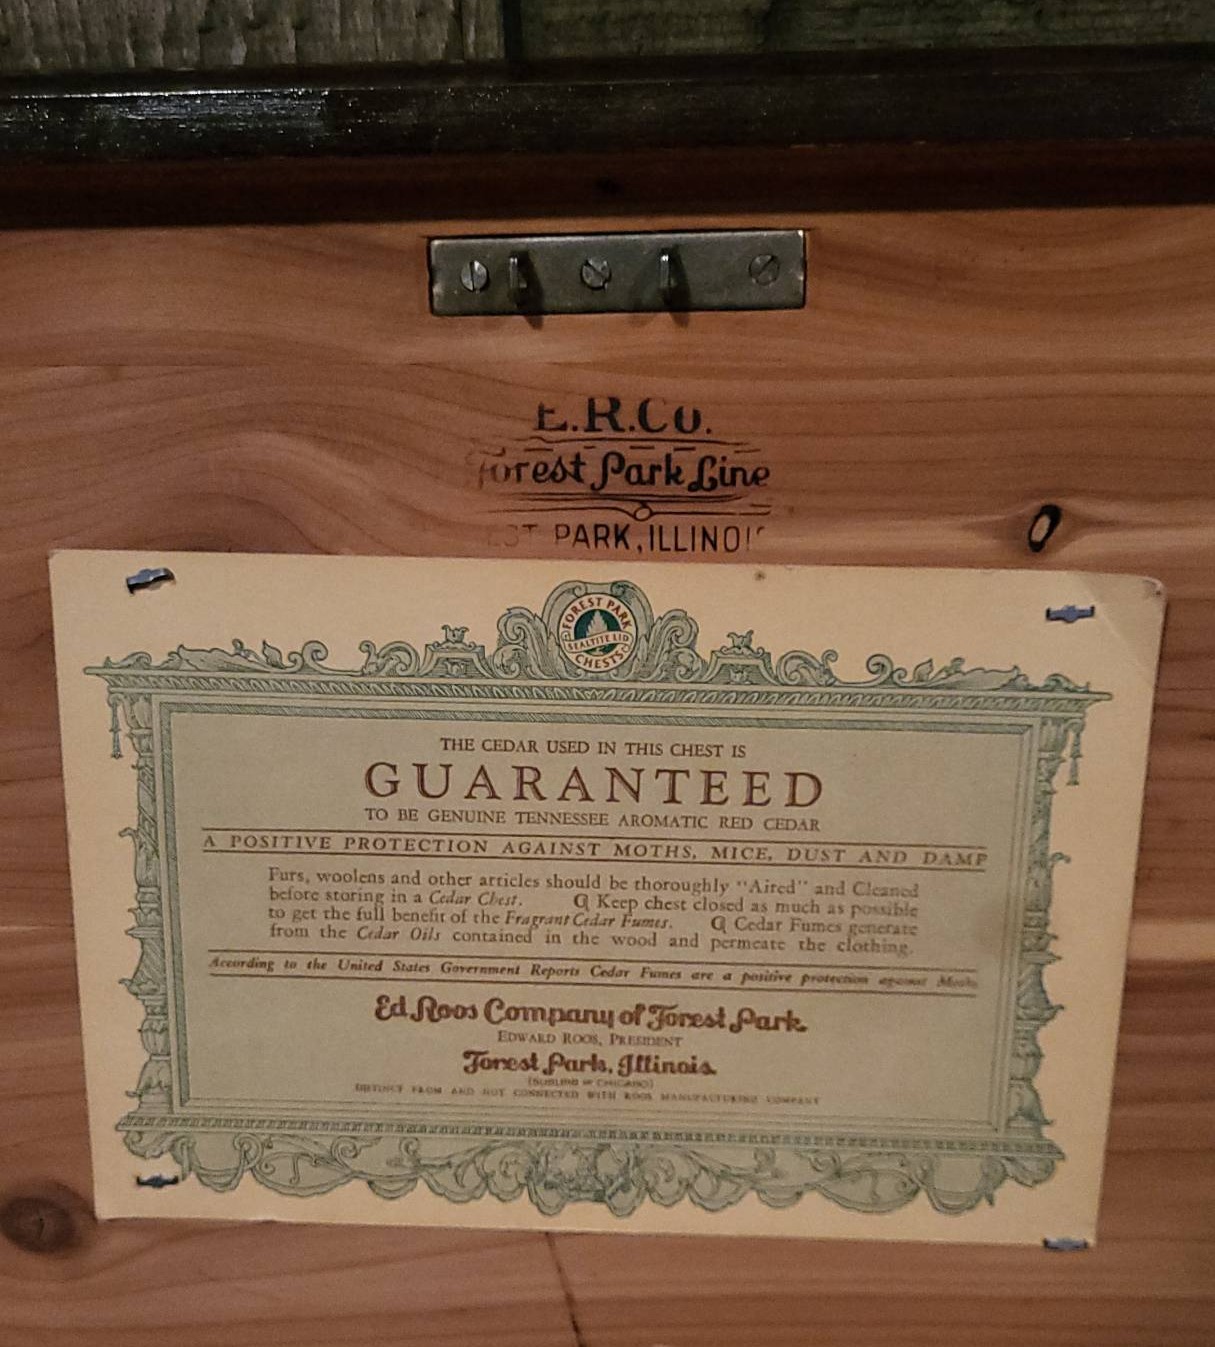 E.R.Co.
Forest Park Line
EST PARK, ILLINOI
FOREST PARK
SEALTITE LID
CHESTS
THE CEDAR USED IN THIS CHEST IS
GUARANTEED
TO BE GENUINE TENNESSEE AROMATIC RED CEDAR
A POSITIVE PROTECTION AGAINST MOTHS, MICE, DUST AND DAMP
Furs, woolens and other articles should be thoroughly "Aired" and Cleaned
before storing in a Cedar Chest. ¶ Keep chest closed as much as possible
to get the full benefit of the Fragrant Cedar Fumes. ¶ Cedar Fumes generate
from the Cedar Oils contained in the wood and permeate the clothing.
According to the United States Government Reports Cedar Fumes are a positive protection against Moths
Ed Roos Company of Forest Park
EDWARD ROOS, PRESIDENT
Forest Park, Illinois
(SUBURB OF CHICAGO)
DISTINCT FROM AND NOT CONNECTED WITH ROOS MANUFACTURING COMPANY